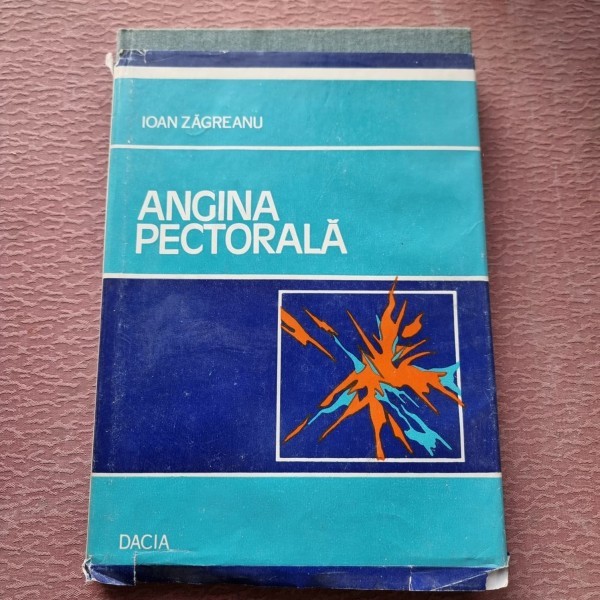 IOAN ZĂGREANU
ANGINA
PECTORALĂ
DACIA